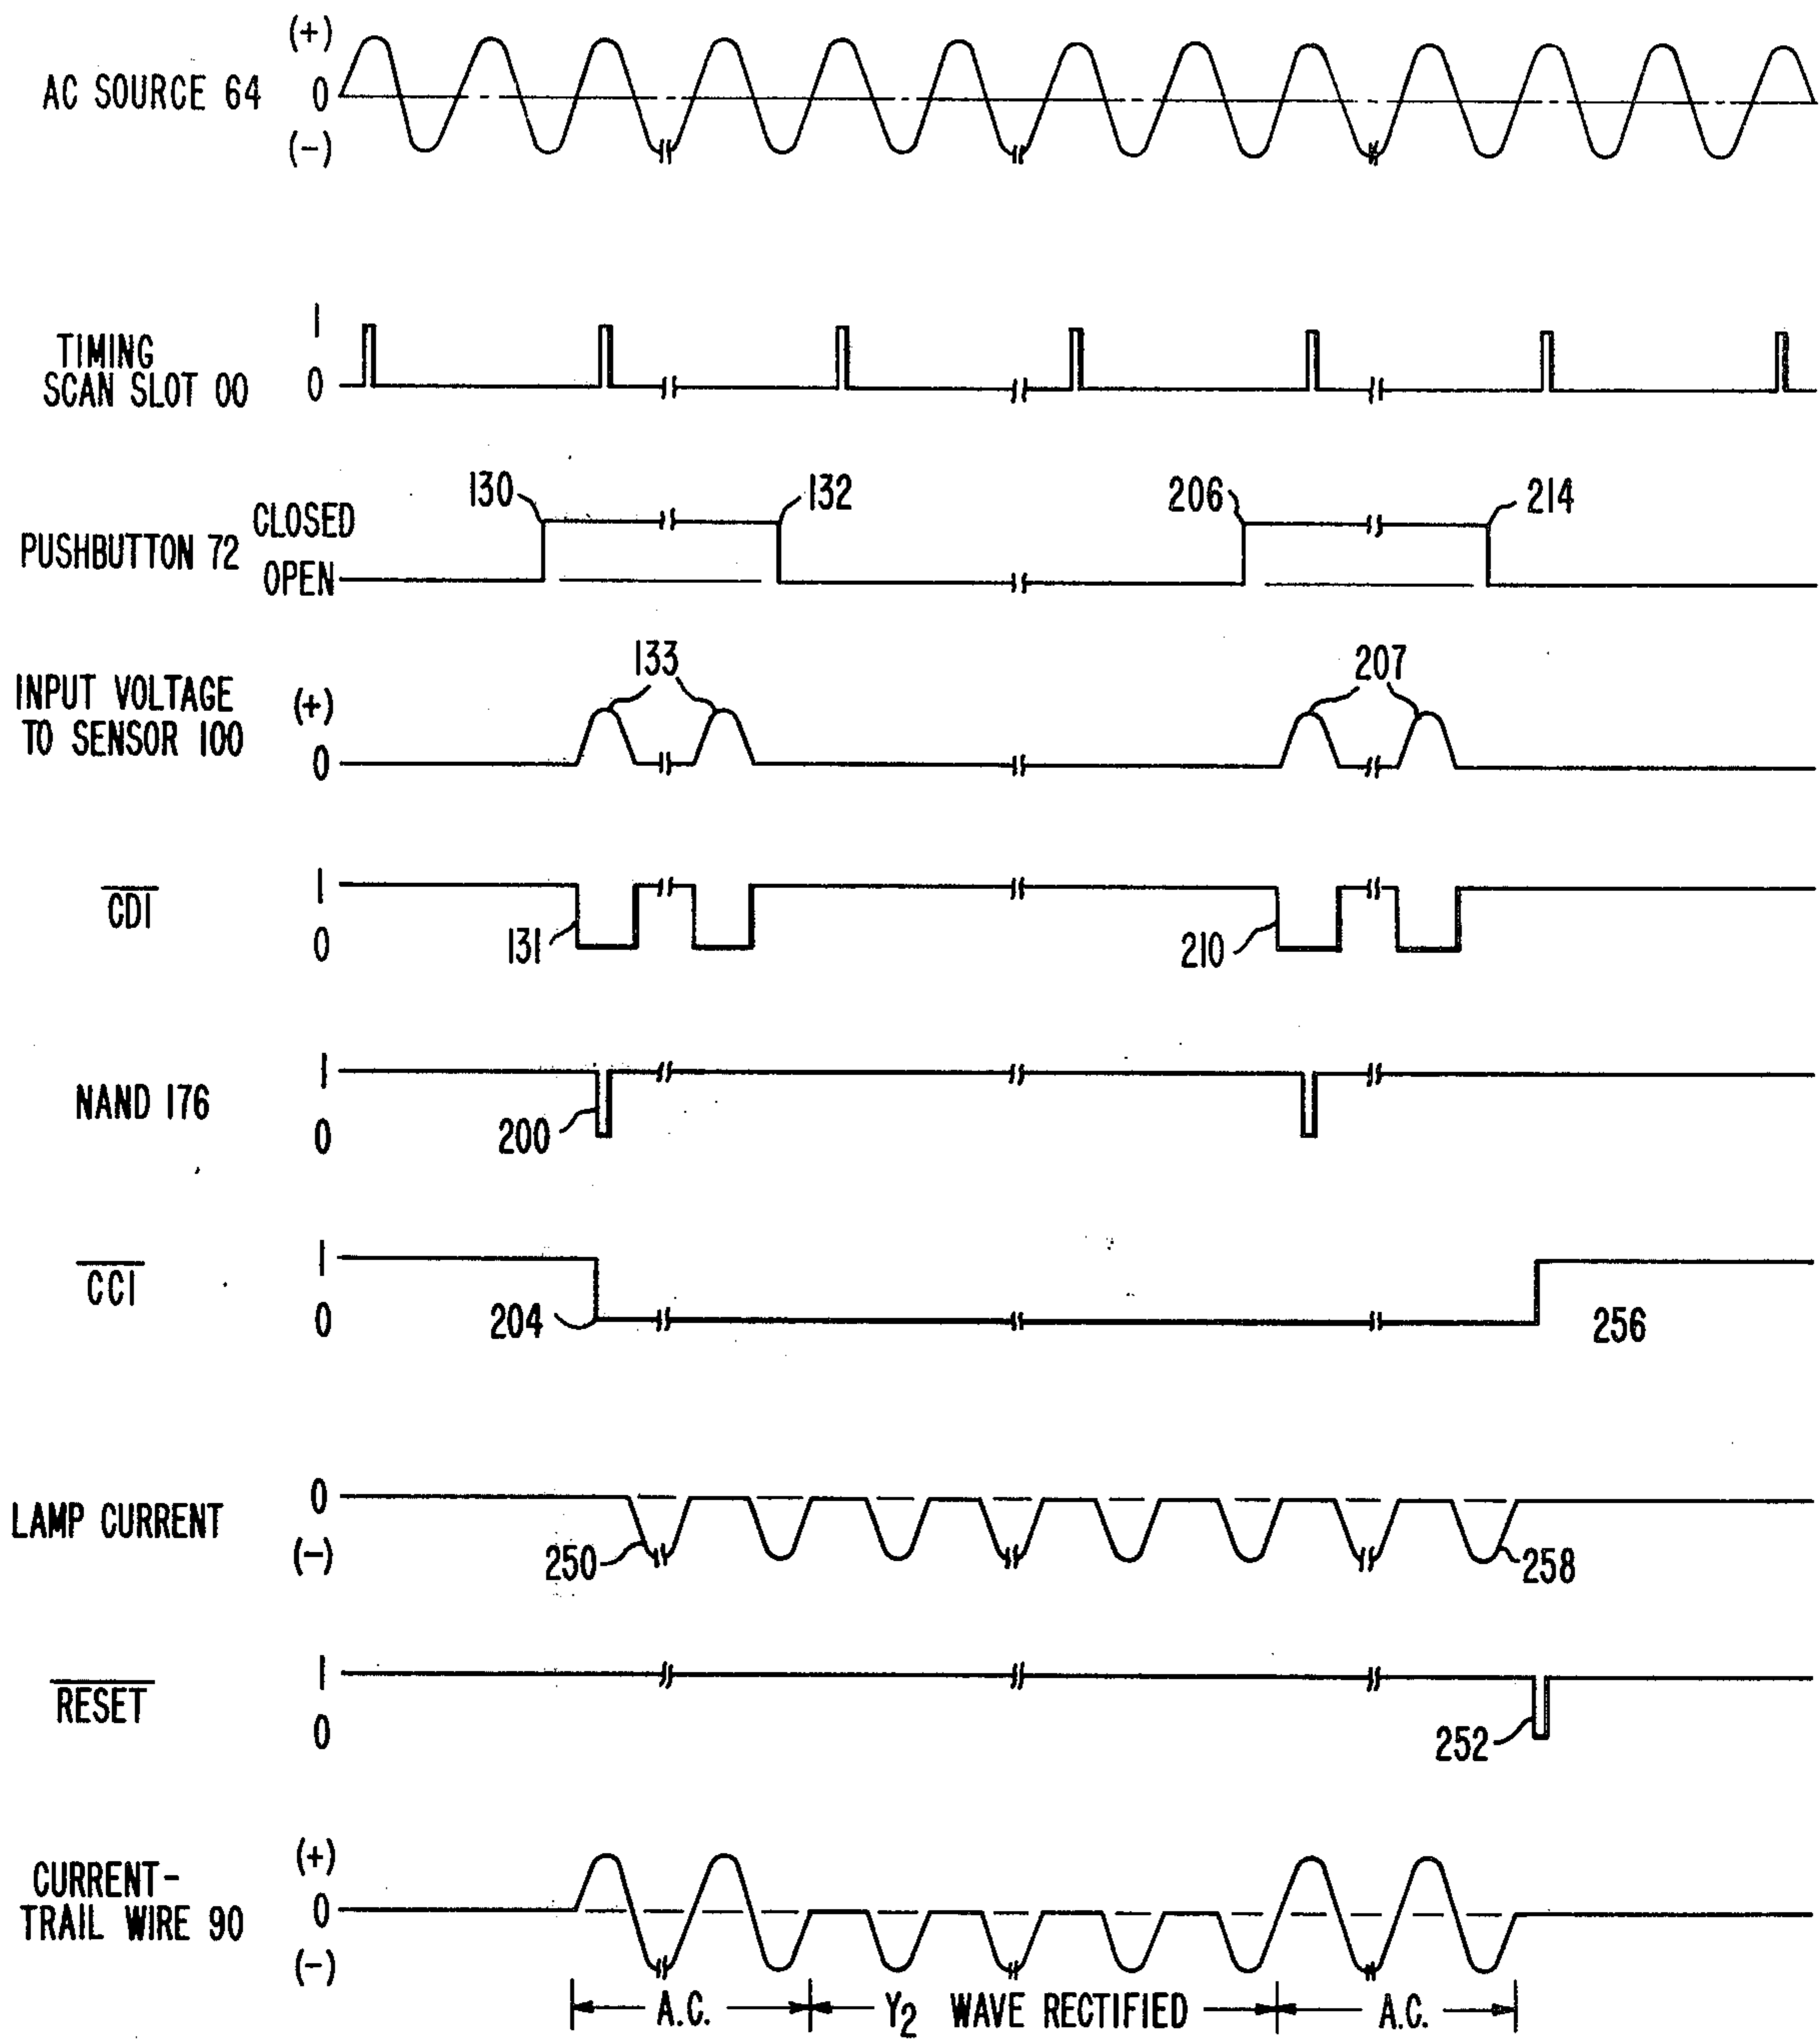 (+)
AC SOURCE 64 0
(-)
1
TIMING
SCAN SLOT 00 0
130 132 206 214
CLOSED
PUSHBUTTON 72
OPEN
133 207
INPUT VOLTAGE (+)
TO SENSOR 100
0
1
CDI
0 131 210
1
NAND 176
0 200
1
CCI
0 204 256
0
LAMP CURRENT
(-) 250 258
1
RESET
0 252
(+)
CURRENT-
TRAIL WIRE 90 0
(-)
A.C. Y2 WAVE RECTIFIED A.C.